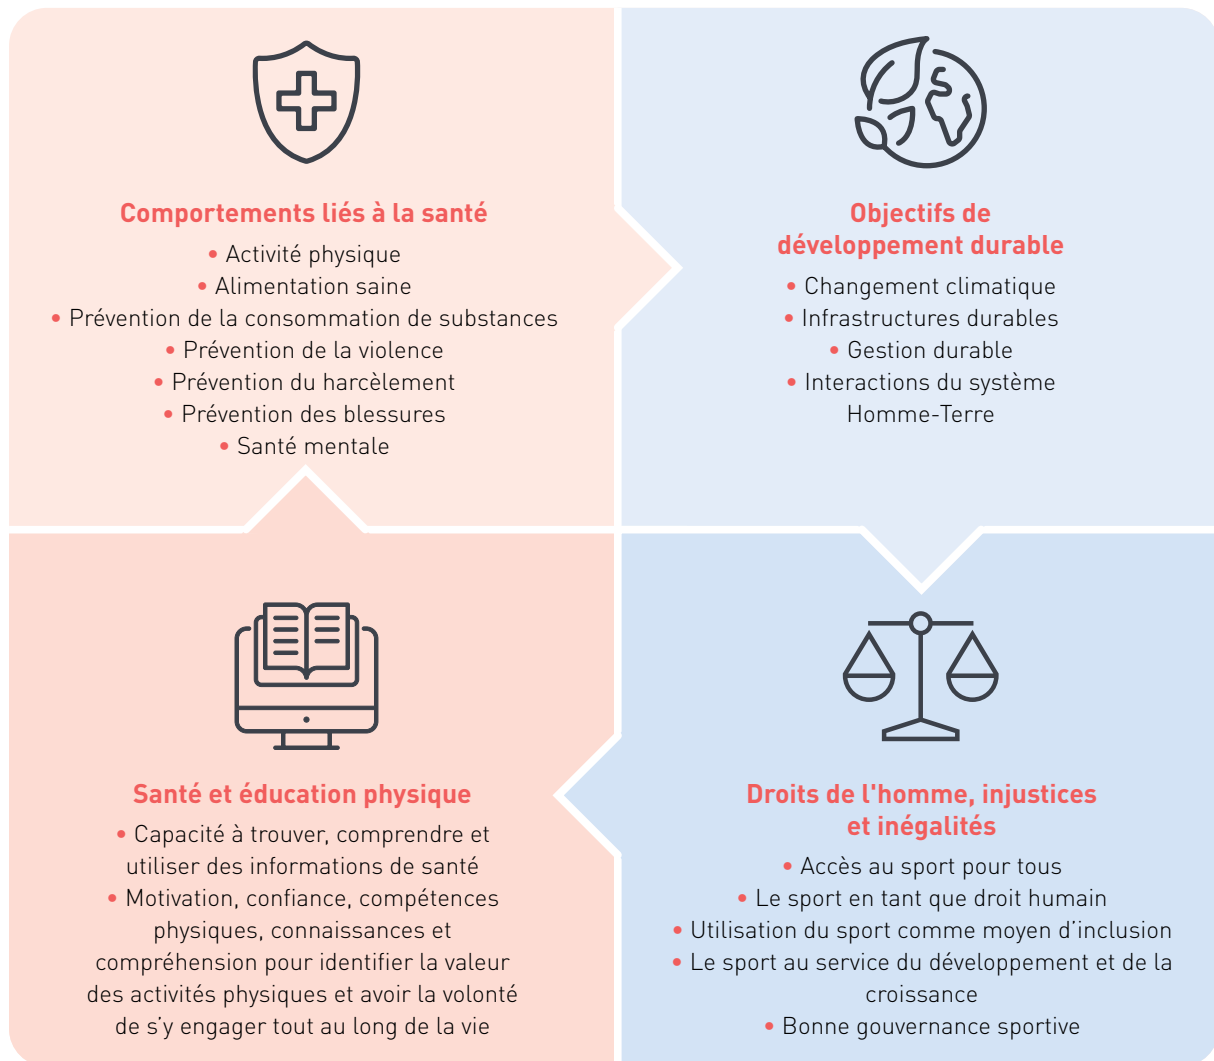 Comportements liés à la santé
• Activité physique
• Alimentation saine
• Prévention de la consommation de substances
• Prévention de la violence
• Prévention du harcèlement
• Prévention des blessures
• Santé mentale
Objectifs de
développement durable
• Changement climatique
• Infrastructures durables
• Gestion durable
• Interactions du système
Homme-Terre
Santé et éducation physique
• Capacité à trouver, comprendre et
utiliser des informations de santé
• Motivation, confiance, compétences
physiques, connaissances et
compréhension pour identifier la valeur
des activités physiques et avoir la volonté
de s’y engager tout au long de la vie
Droits de l'homme, injustices
et inégalités
• Accès au sport pour tous
• Le sport en tant que droit humain
• Utilisation du sport comme moyen d’inclusion
• Le sport au service du développement et de la
croissance
• Bonne gouvernance sportive